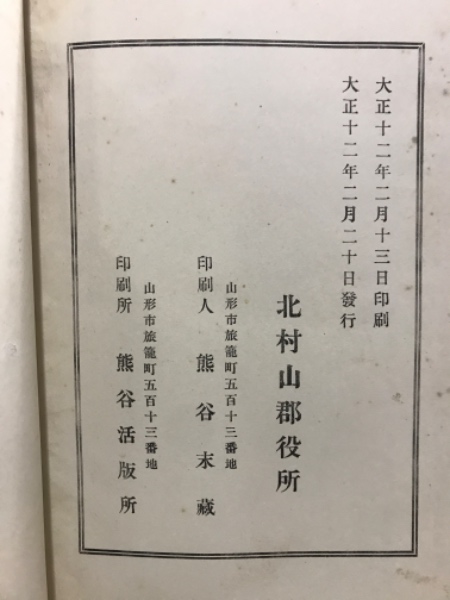 大正十二年二月十三日印刷
大正十二年二月二十日發行
北村山郡役所
山形市旅籠町五百十三番地
印刷人 熊谷末藏
山形市旅籠町五百十三番地
印刷所 熊谷活版所